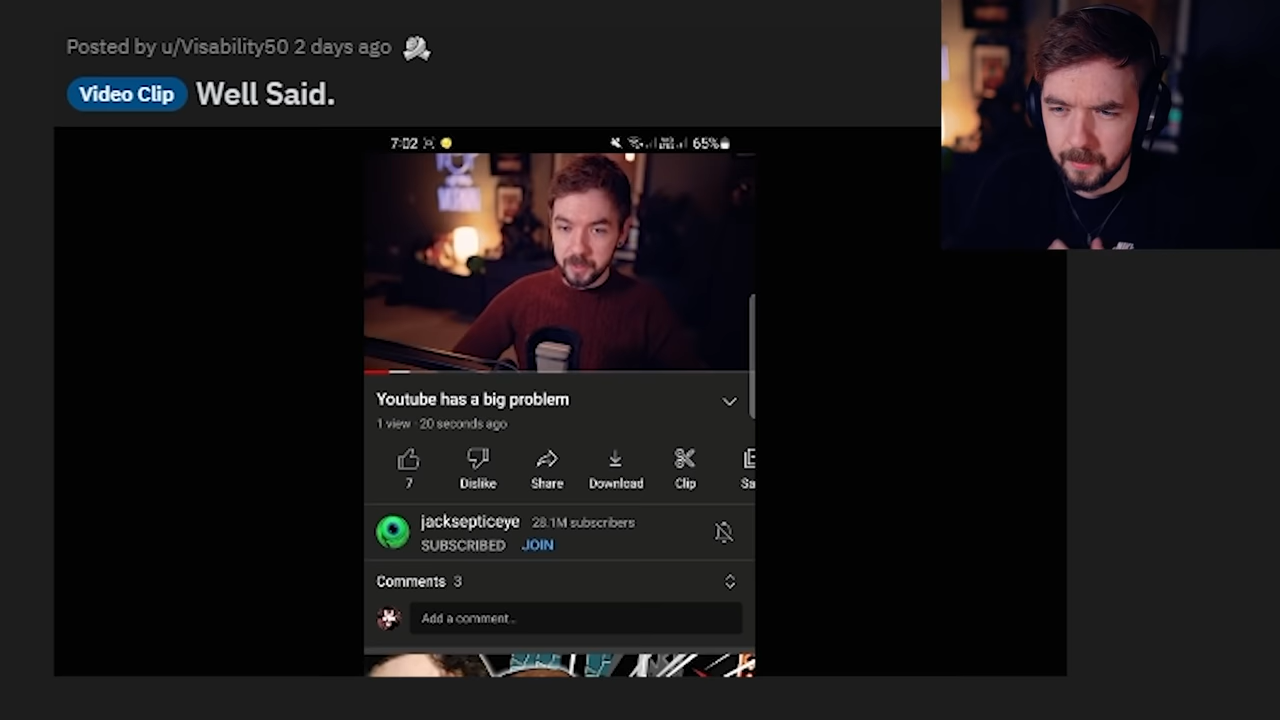 Posted by u/Visability50 2 days ago
Video Clip Well Said.
7:02 65%
Youtube has a big problem
1 view · 20 seconds ago
7 Dislike Share Download Clip Sa
jacksepticeye 28.1M subscribers
SUBSCRIBED JOIN
Comments 3
Add a comment...